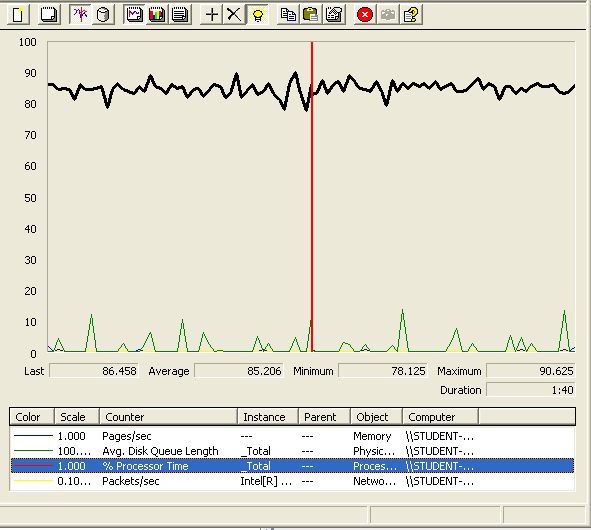 100
90
80
70
60
50
40
30
20
10
0
Last 86.458 Average 85.206 Minimum 78.125 Maximum 90.625
Duration 1:40
Color Scale Counter Instance Parent Object Computer
1.000 Pages/sec --- --- Memory \\STUDENT-...
100.... Avg. Disk Queue Length _Total --- Physic... \\STUDENT-...
1.000 % Processor Time _Total --- Proces... \\STUDENT-...
0.10... Packets/sec Intel[R] ... --- Netwo... \\STUDENT-...